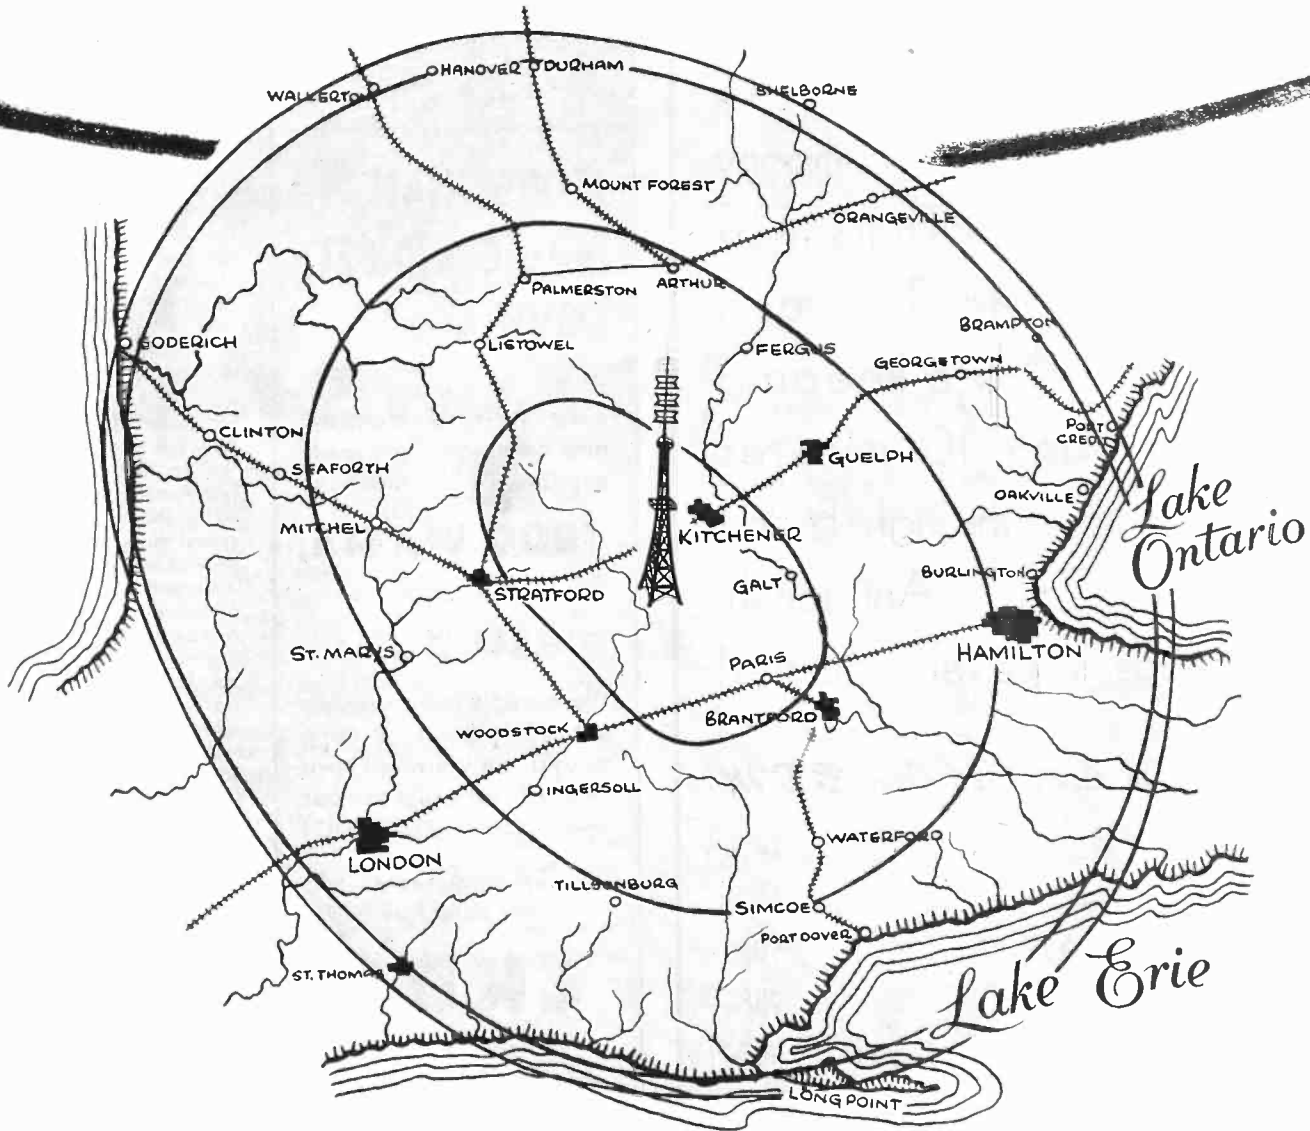 HANOVER
DURHAM
WALKERTON
SHELBORNE
MOUNT FOREST
ORANGEVILLE
PALMERSTON
ARTHUR
BRAMPTON
GODERICH
LISTOWEL
FERGUS
GEORGETOWN
CLINTON
PORT
CREDIT
SEAFORTH
GUELPH
OAKVILLE
Lake
Ontario
MITCHEL
KITCHENER
STRATFORD
GALT
BURLINGTON
HAMILTON
ST. MARYS
PARIS
WOODSTOCK
BRANTFORD
INGERSOLL
LONDON
WATERFORD
TILLSONBURG
SIMCOE
PORT DOVER
ST. THOMAS
Lake Erie
LONG POINT